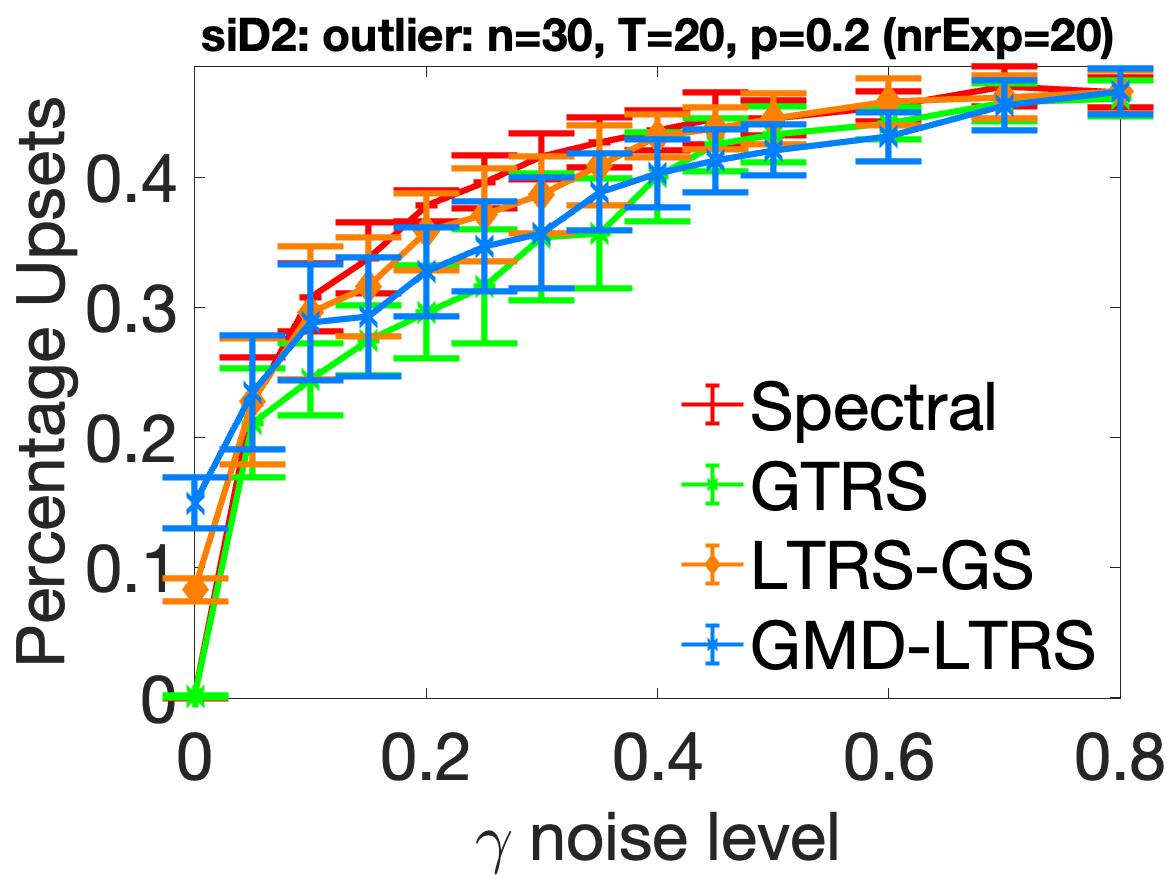 siD2: outlier: n=30, T=20, p=0.2 (nrExp=20)
Percentage Upsets
0.4
0.3
0.2
0.1
0
Spectral
GTRS
LTRS-GS
GMD-LTRS
0 0.2 0.4 0.6 0.8
γ noise level